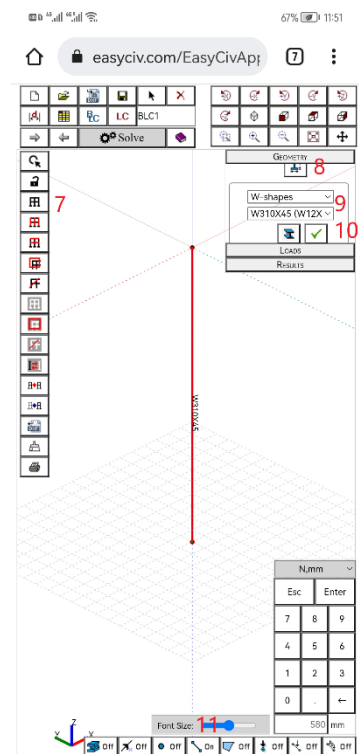 67% 11:51
easyciv.com/EasyCivApp 7
LC BLC1
Solve
GEOMETRY
8
W-shapes
9
W310X45 (W12X
10
LOADS
RESULTS
7
W310X45
N,mm
Esc Enter
7 8 9
4 5 6
1 2 3
0 . ←
580 mm
Font Size: 11
Z
Off Off Off On Off Off Off Off